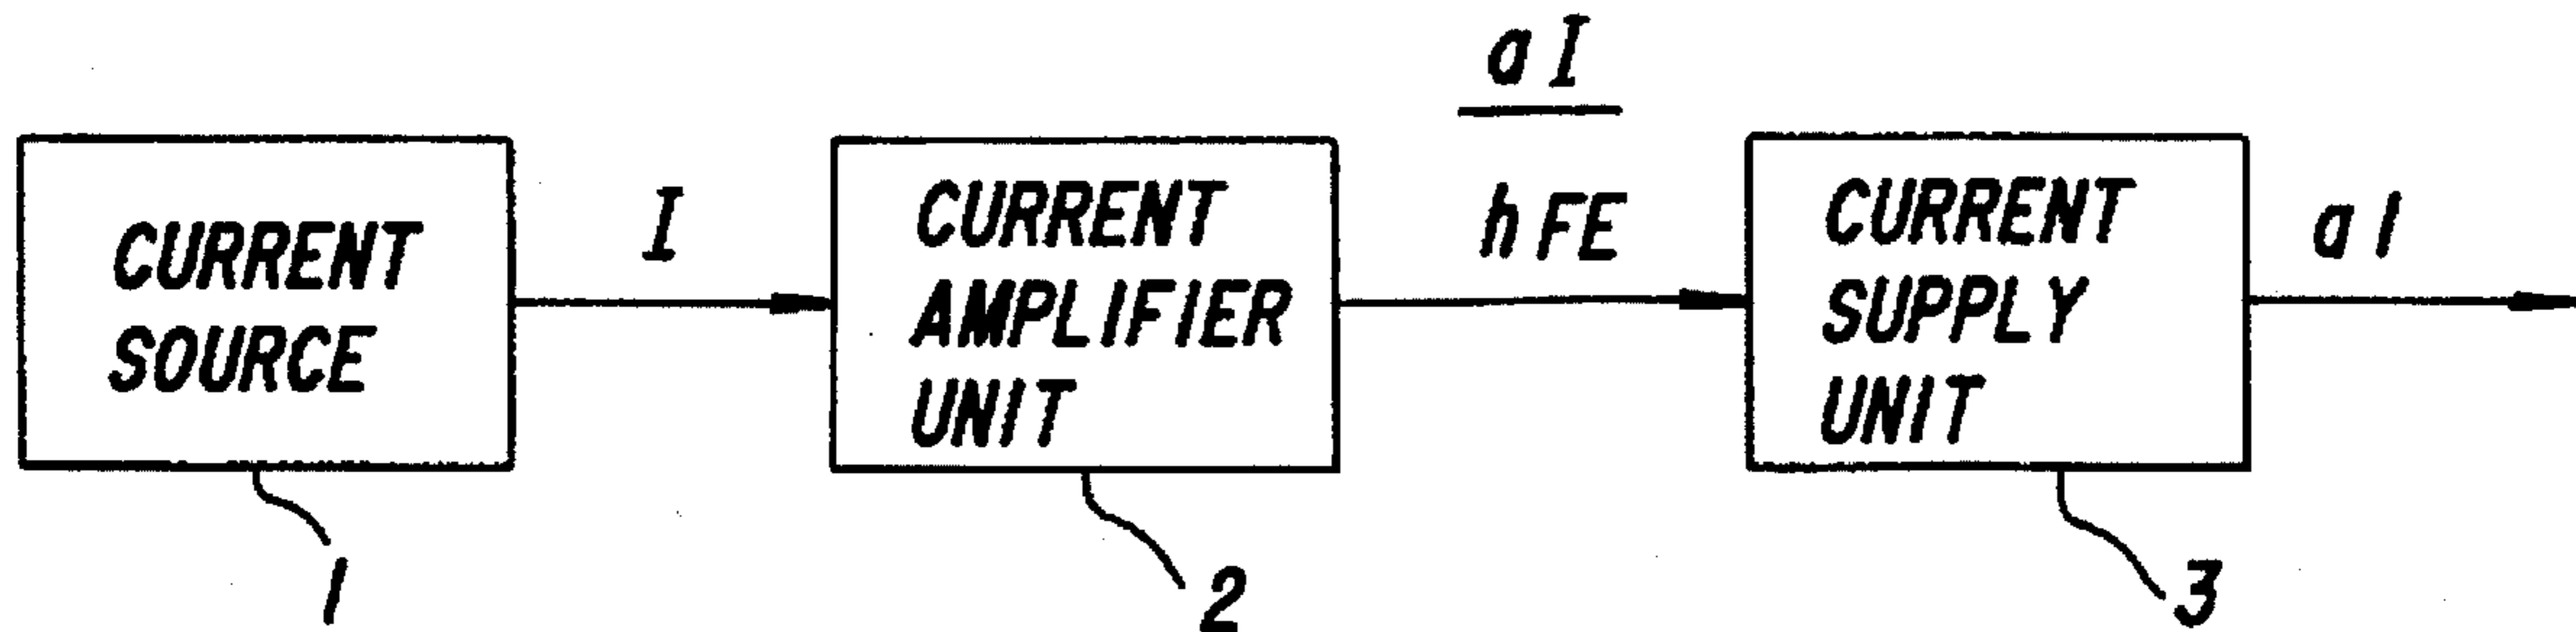 CURRENT
SOURCE
I
CURRENT
AMPLIFIER
UNIT
aI
hFE
CURRENT
SUPPLY
UNIT
aI
1
2
3